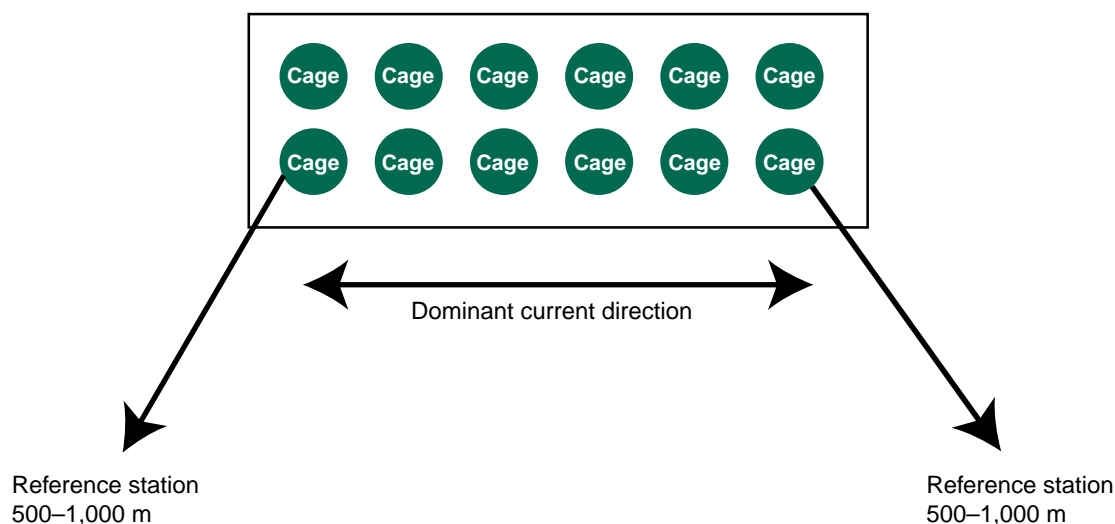 Cage Cage Cage Cage Cage Cage
Cage Cage Cage Cage Cage Cage
Dominant current direction
Reference station
500–1,000 m
Reference station
500–1,000 m